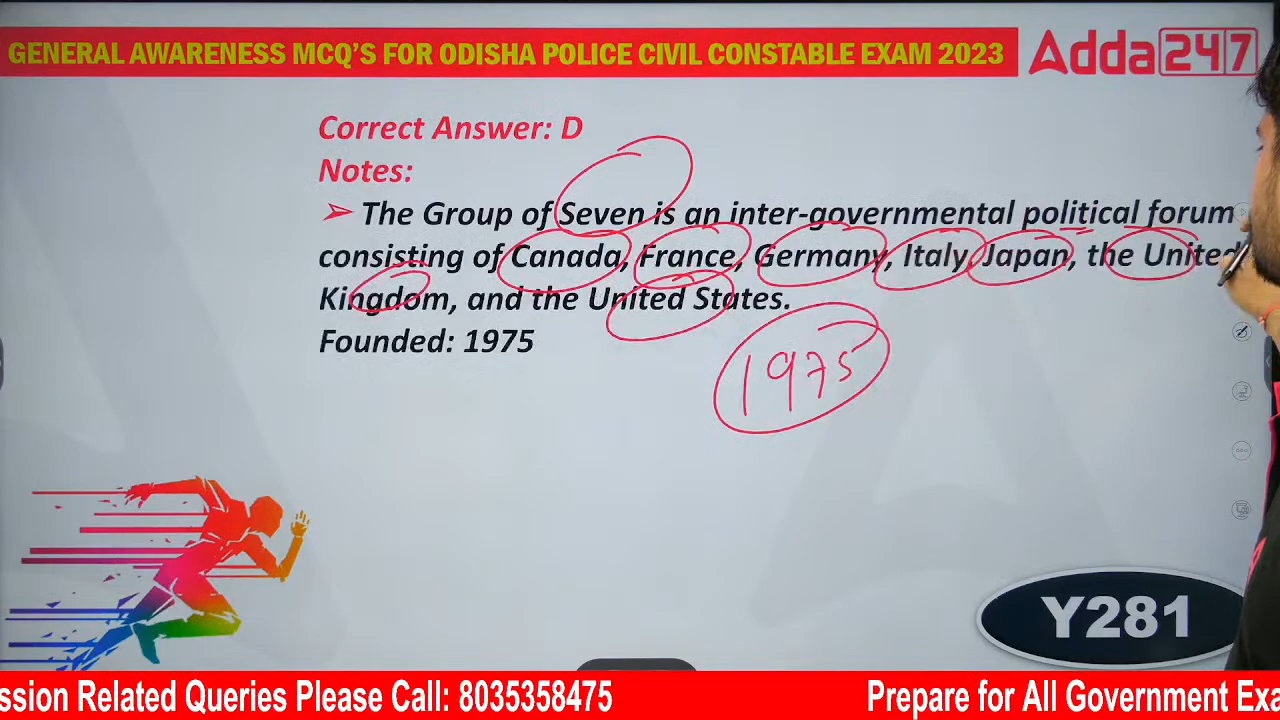 GENERAL AWARENESS MCQ'S FOR ODISHA POLICE CIVIL CONSTABLE EXAM 2023
Adda247
Correct Answer: D
Notes:
➢ The Group of Seven is an inter-governmental political forum
consisting of Canada, France, Germany, Italy, Japan, the United
Kingdom, and the United States.
Founded: 1975
1975
Y281
ssion Related Queries Please Call: 8035358475
Prepare for All Government Exa